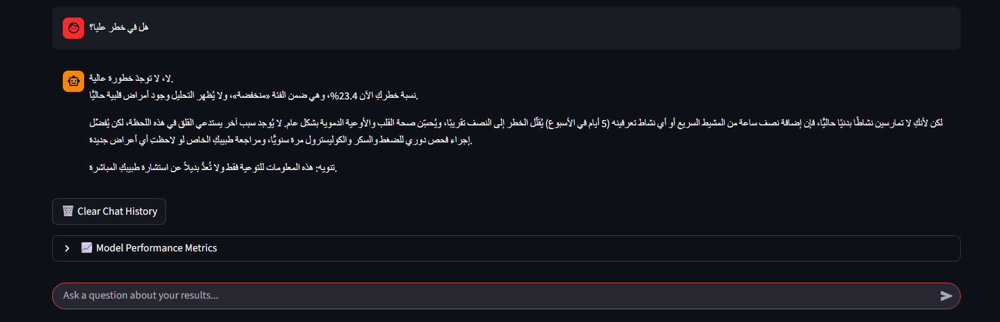 هل في خطر عليا؟
لا، لا توجدَ خطورة عالية.
نسبة خطركِ الآن 23.4%، وهي ضمن الفئة «منخفضة»، ولا يُظهر التحليل وجود أمراض قلبية حاليًّا.
لكن لأنكِ لا تمارسين نشاطًا بدنيًا حاليًّا، فإن إضافة نصف ساعة من المشيط السريع أو أي نشاط تعرفينه (5 أيام في الأسبوع) يُقلّل الخطر إلى النصف تقريبًا، ويُحسِّن صحة القلب والأوعية الدموية بشكل عام. لا يُوجد سبب آخر يستدعي القلق في هذه اللحظة، لكن يُفضل
إجراء فحص دوري للضغط والسكر والكوليسترول مرة سنويًّا، ومراجعة طبيبكِ الخاص لو لاحظتِ أي أعراض جديدة.
تنويه: هذه المعلومات للتوعية فقط ولا تُعدُّ بديلاً عن استشارة طبيبكِ المباشرة.
Clear Chat History
Model Performance Metrics
Ask a question about your results...